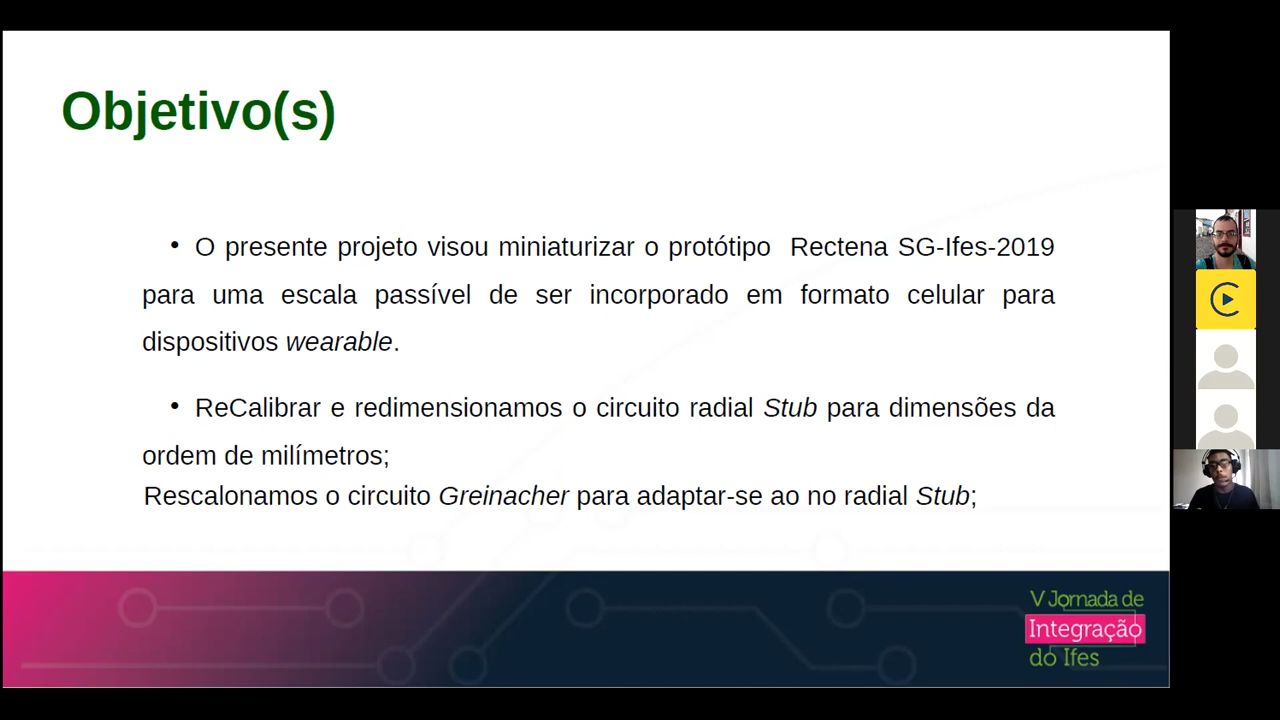 Objetivo(s)
• O presente projeto visou miniaturizar o protótipo Rectena SG-Ifes-2019
para uma escala passível de ser incorporado em formato celular para
dispositivos wearable.
• ReCalibrar e redimensionamos o circuito radial Stub para dimensões da
ordem de milímetros;
Rescalonamos o circuito Greinacher para adaptar-se ao no radial Stub;
V Jornada de
Integração
do Ifes